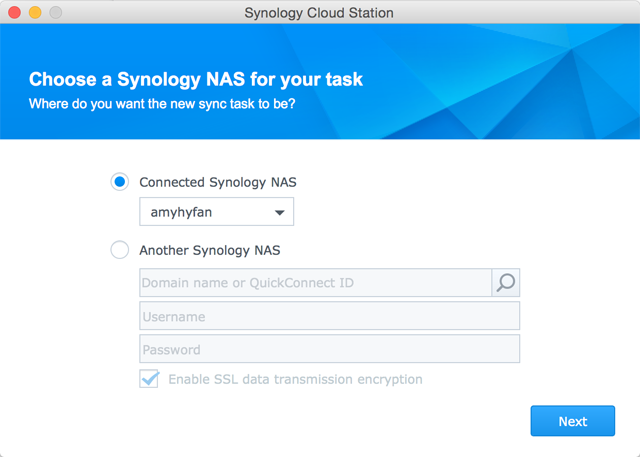 Synology Cloud Station
Choose a Synology NAS for your task
Where do you want the new sync task to be?
Connected Synology NAS
amyhyfan
Another Synology NAS
Domain name or QuickConnect ID
Username
Password
Enable SSL data transmission encryption
Next